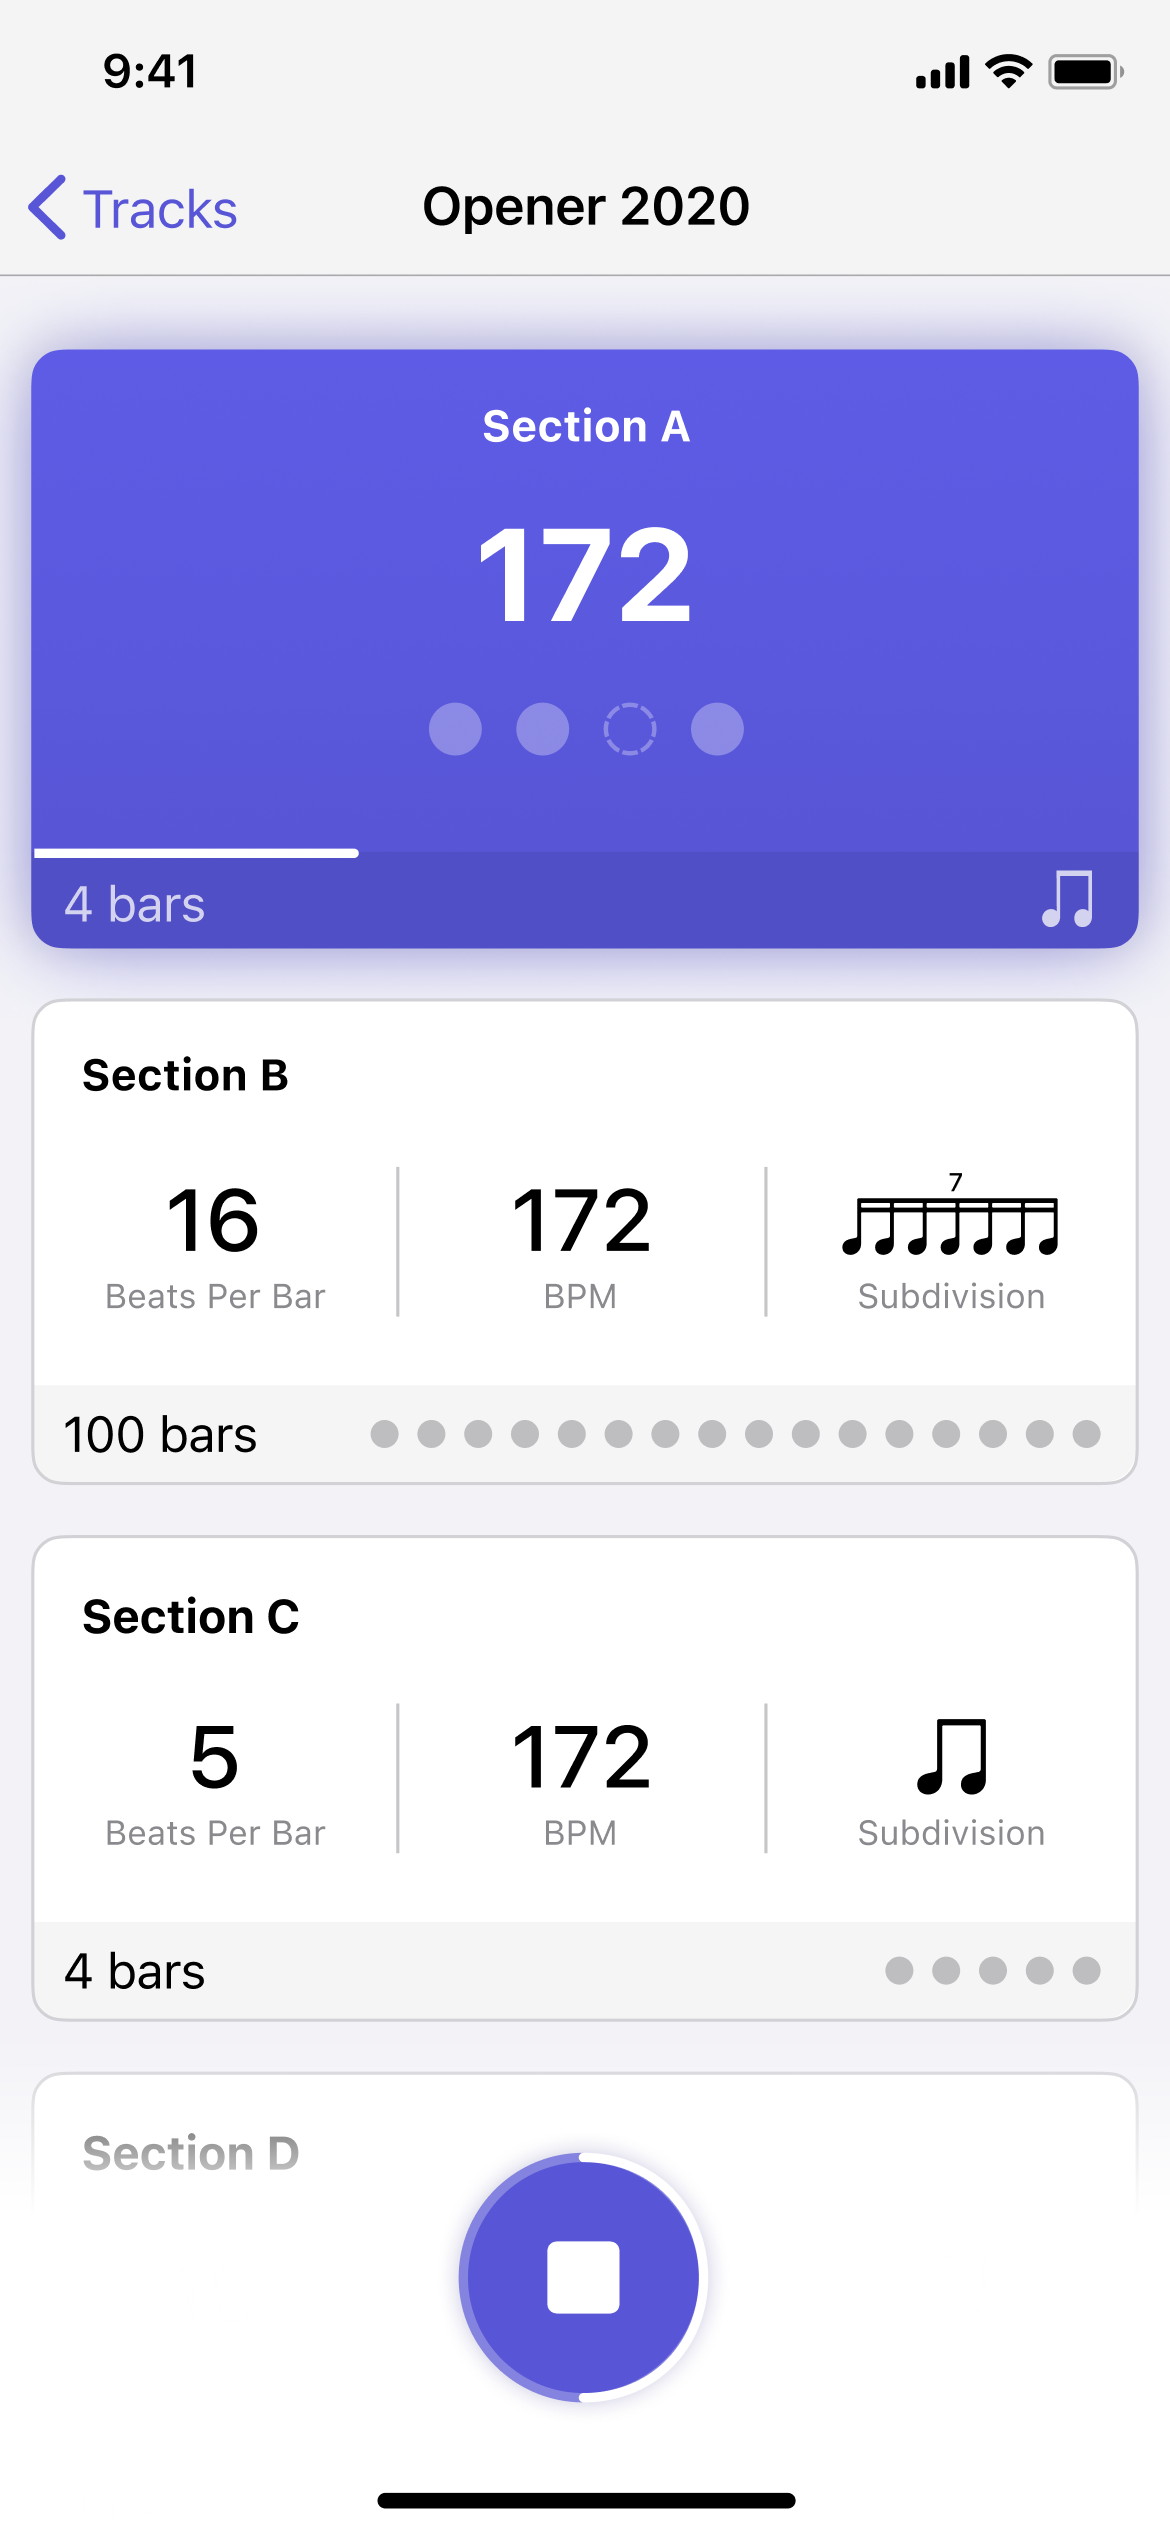 9:41
Tracks
Opener 2020
Section A
172
4 bars
Section B
16
172
7
Beats Per Bar
BPM
Subdivision
100 bars
Section C
5
172
Beats Per Bar
BPM
Subdivision
4 bars
Section D